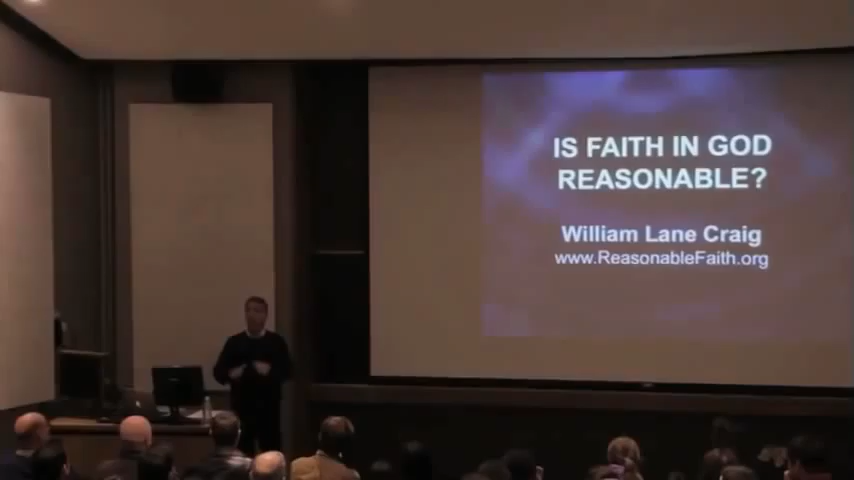 IS FAITH IN GOD
REASONABLE?
William Lane Craig
www.ReasonableFaith.org